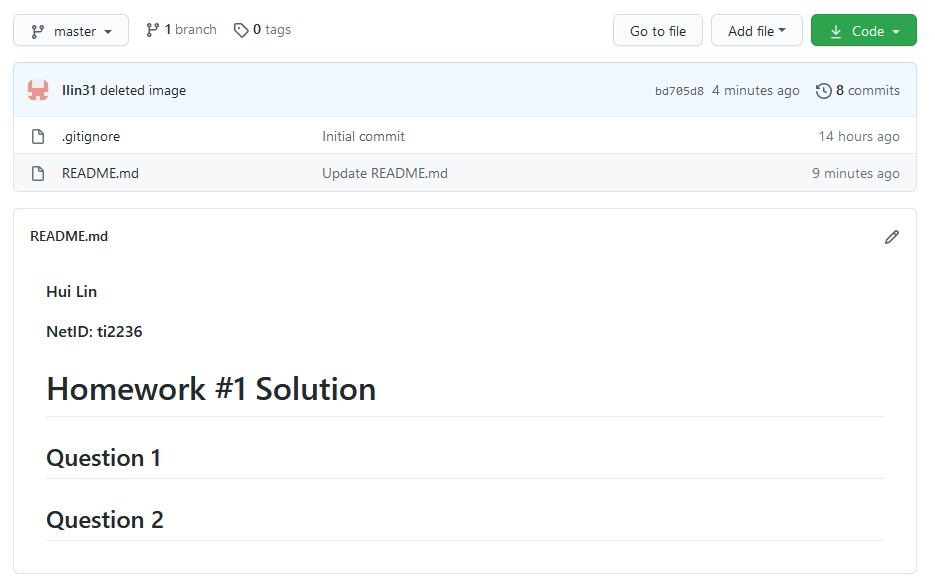 master 1 branch 0 tags Go to file Add file Code
llin31 deleted image bd705d8 4 minutes ago 8 commits
.gitignore Initial commit 14 hours ago
README.md Update README.md 9 minutes ago
README.md
Hui Lin
NetID: ti2236
Homework #1 Solution
Question 1
Question 2